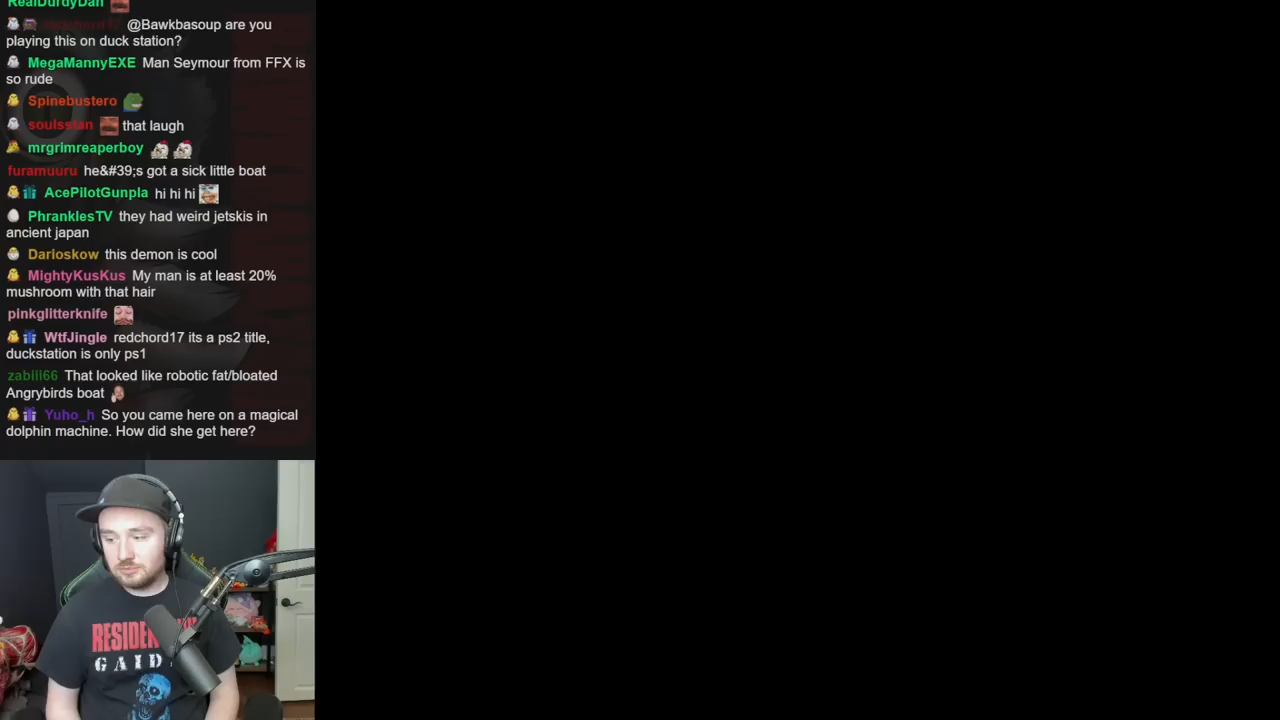 RealDurdyDan
@Bawkbasoup are you
playing this on duck station?
MegaMannyEXE Man Seymour from FFX is
so rude
Spinebustero
soulsstan that laugh
mrgrimreaperboy
furamuuru he&#39;s got a sick little boat
AcePilotGunpla hi hi hi
PhranklesTV they had weird jetskis in
ancient japan
Darloskow this demon is cool
MightyKusKus My man is at least 20%
mushroom with that hair
pinkglitterknife
WtfJingle redchord17 its a ps2 title,
duckstation is only ps1
zabiii66 That looked like robotic fat/bloated
Angrybirds boat
Yuho_h So you came here on a magical
dolphin machine. How did she get here?
RESIDEN
GAID